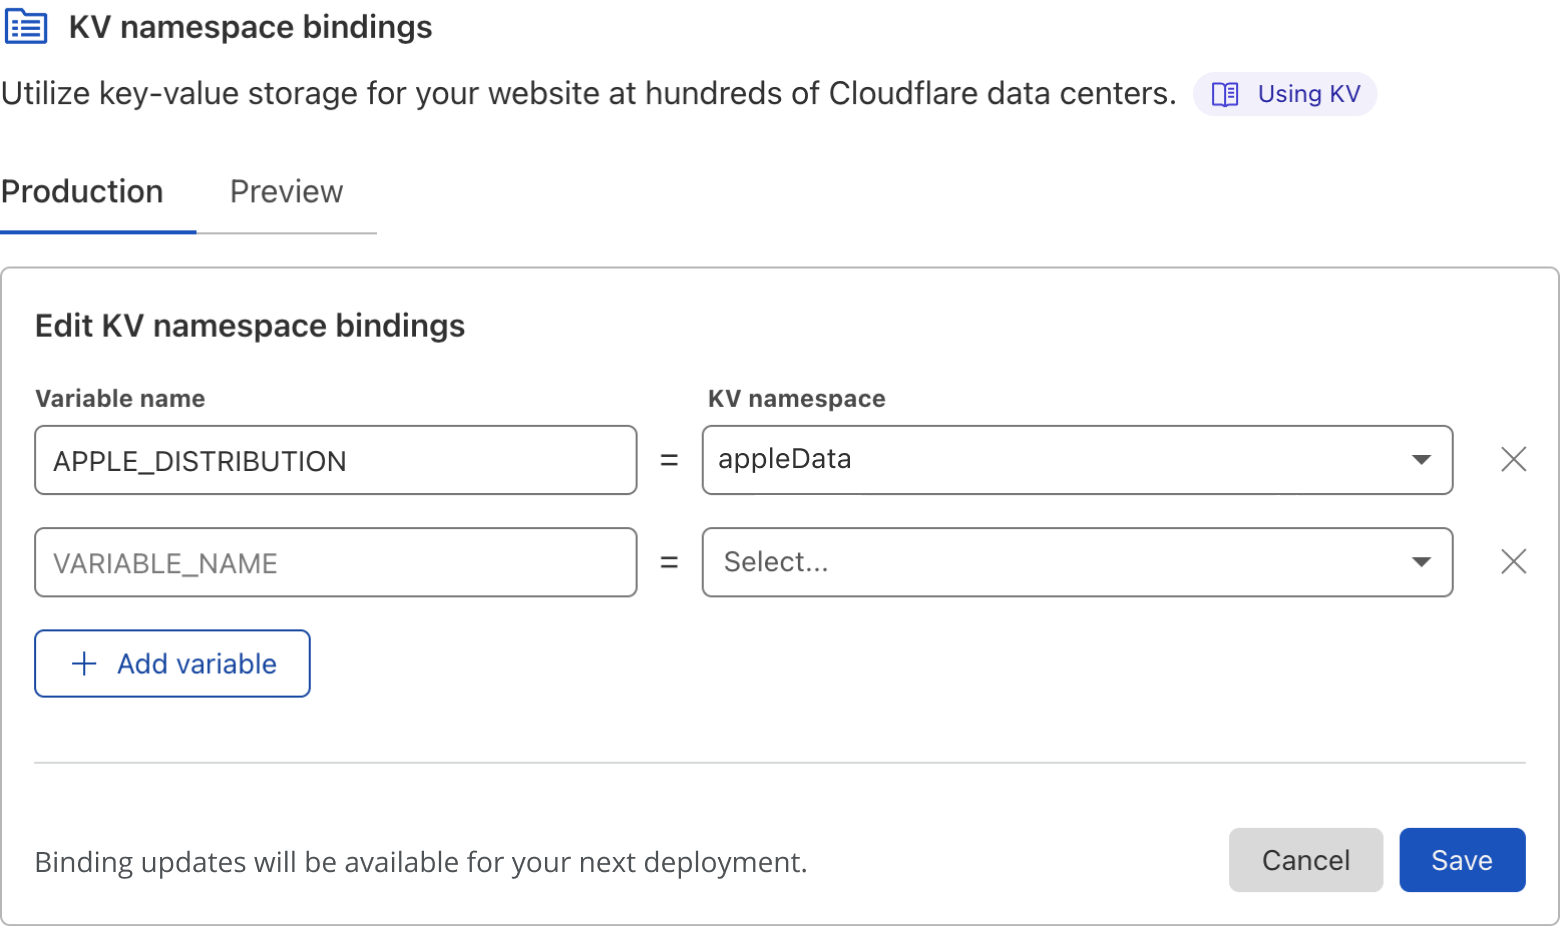 KV namespace bindings
Utilize key-value storage for your website at hundreds of Cloudflare data centers. Using KV
Production Preview
Edit KV namespace bindings
Variable name KV namespace
APPLE_DISTRIBUTION = appleData
VARIABLE_NAME = Select...
+ Add variable
Binding updates will be available for your next deployment. Cancel Save